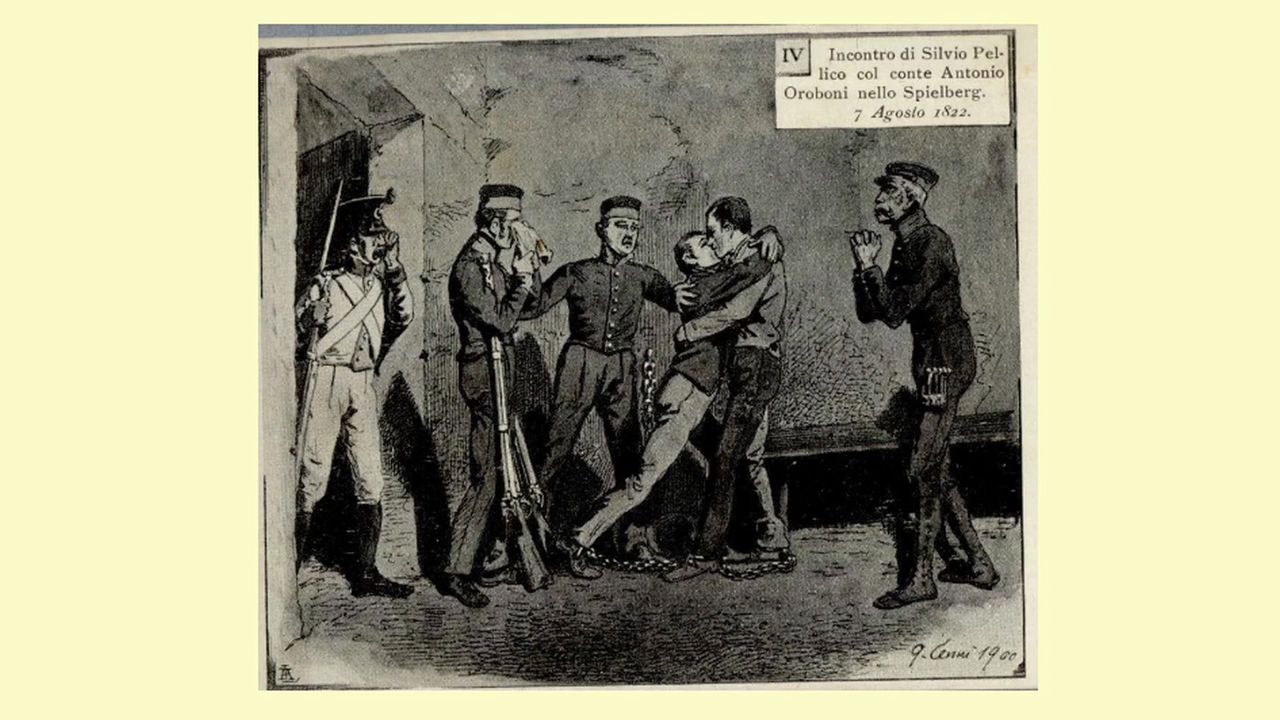 IV Incontro di Silvio Pel-
lico col conte Antonio
Oroboni nello Spielberg.
7 Agosto 1822.
Q. Cenni 1900